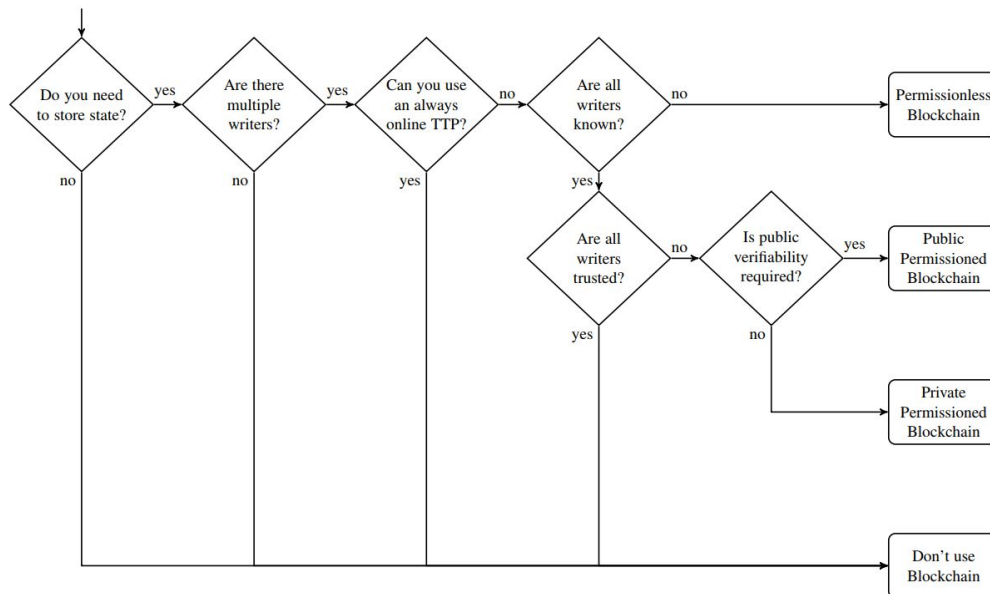 Do you need
to store state?
yes
no
Are there
multiple
writers?
yes
no
Can you use
an always
online TTP?
no
yes
Are all
writers
known?
no
yes
Permissionless
Blockchain
Are all
writers
trusted?
no
yes
Is public
verifiability
required?
yes
no
Public
Permissioned
Blockchain
Private
Permissioned
Blockchain
Don't use
Blockchain